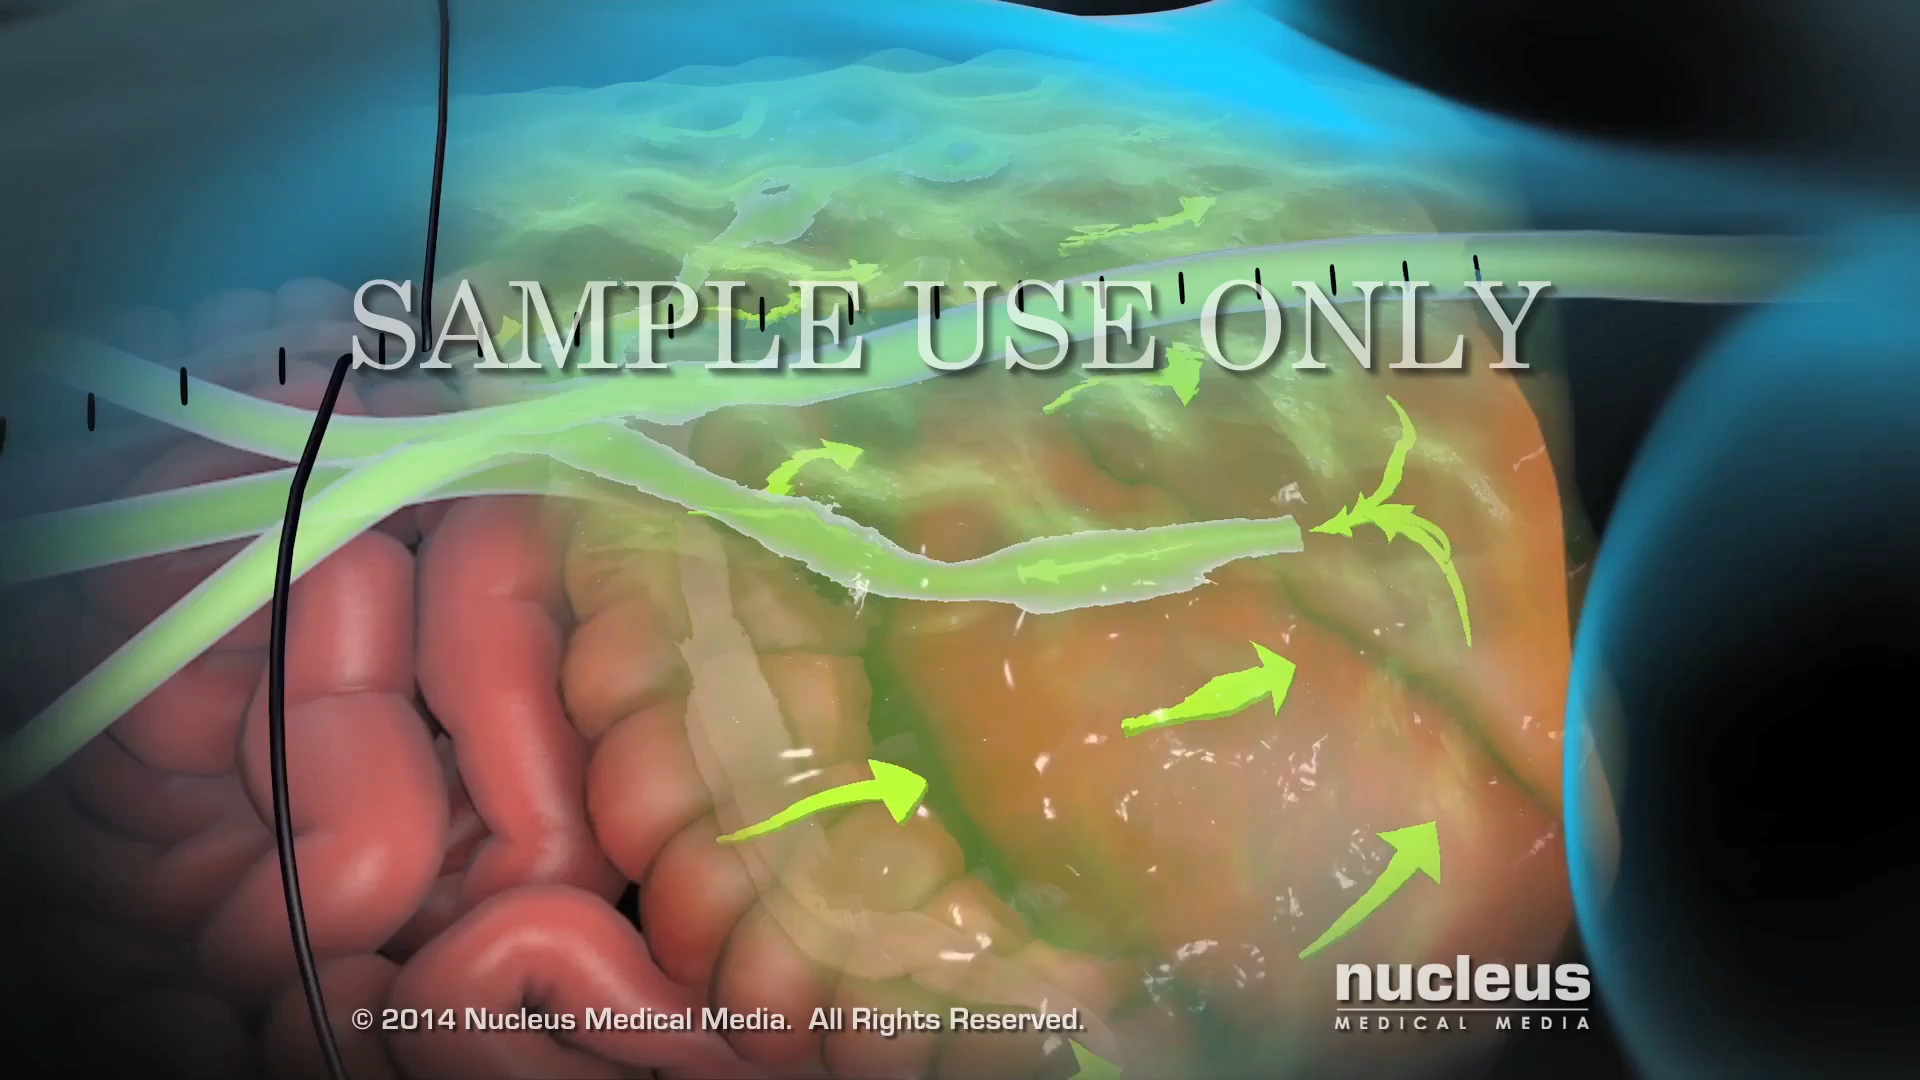 SAMPLE USE ONLY
nucleus
MEDICAL MEDIA
© 2014 Nucleus Medical Media. All Rights Reserved.